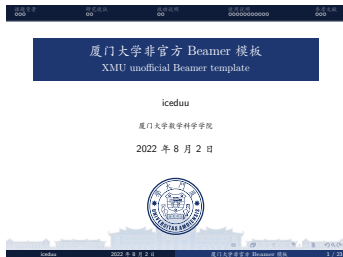 厦门大学非官方 Beamer 模板
XMU unofficial Beamer template
iceduu
厦门大学数学科学学院
2022 年 8 月 2 日
UNIVERSITAS AMOIENSIS
iceduu 2022 年 8 月 2 日 厦门大学非官方 Beamer 模板